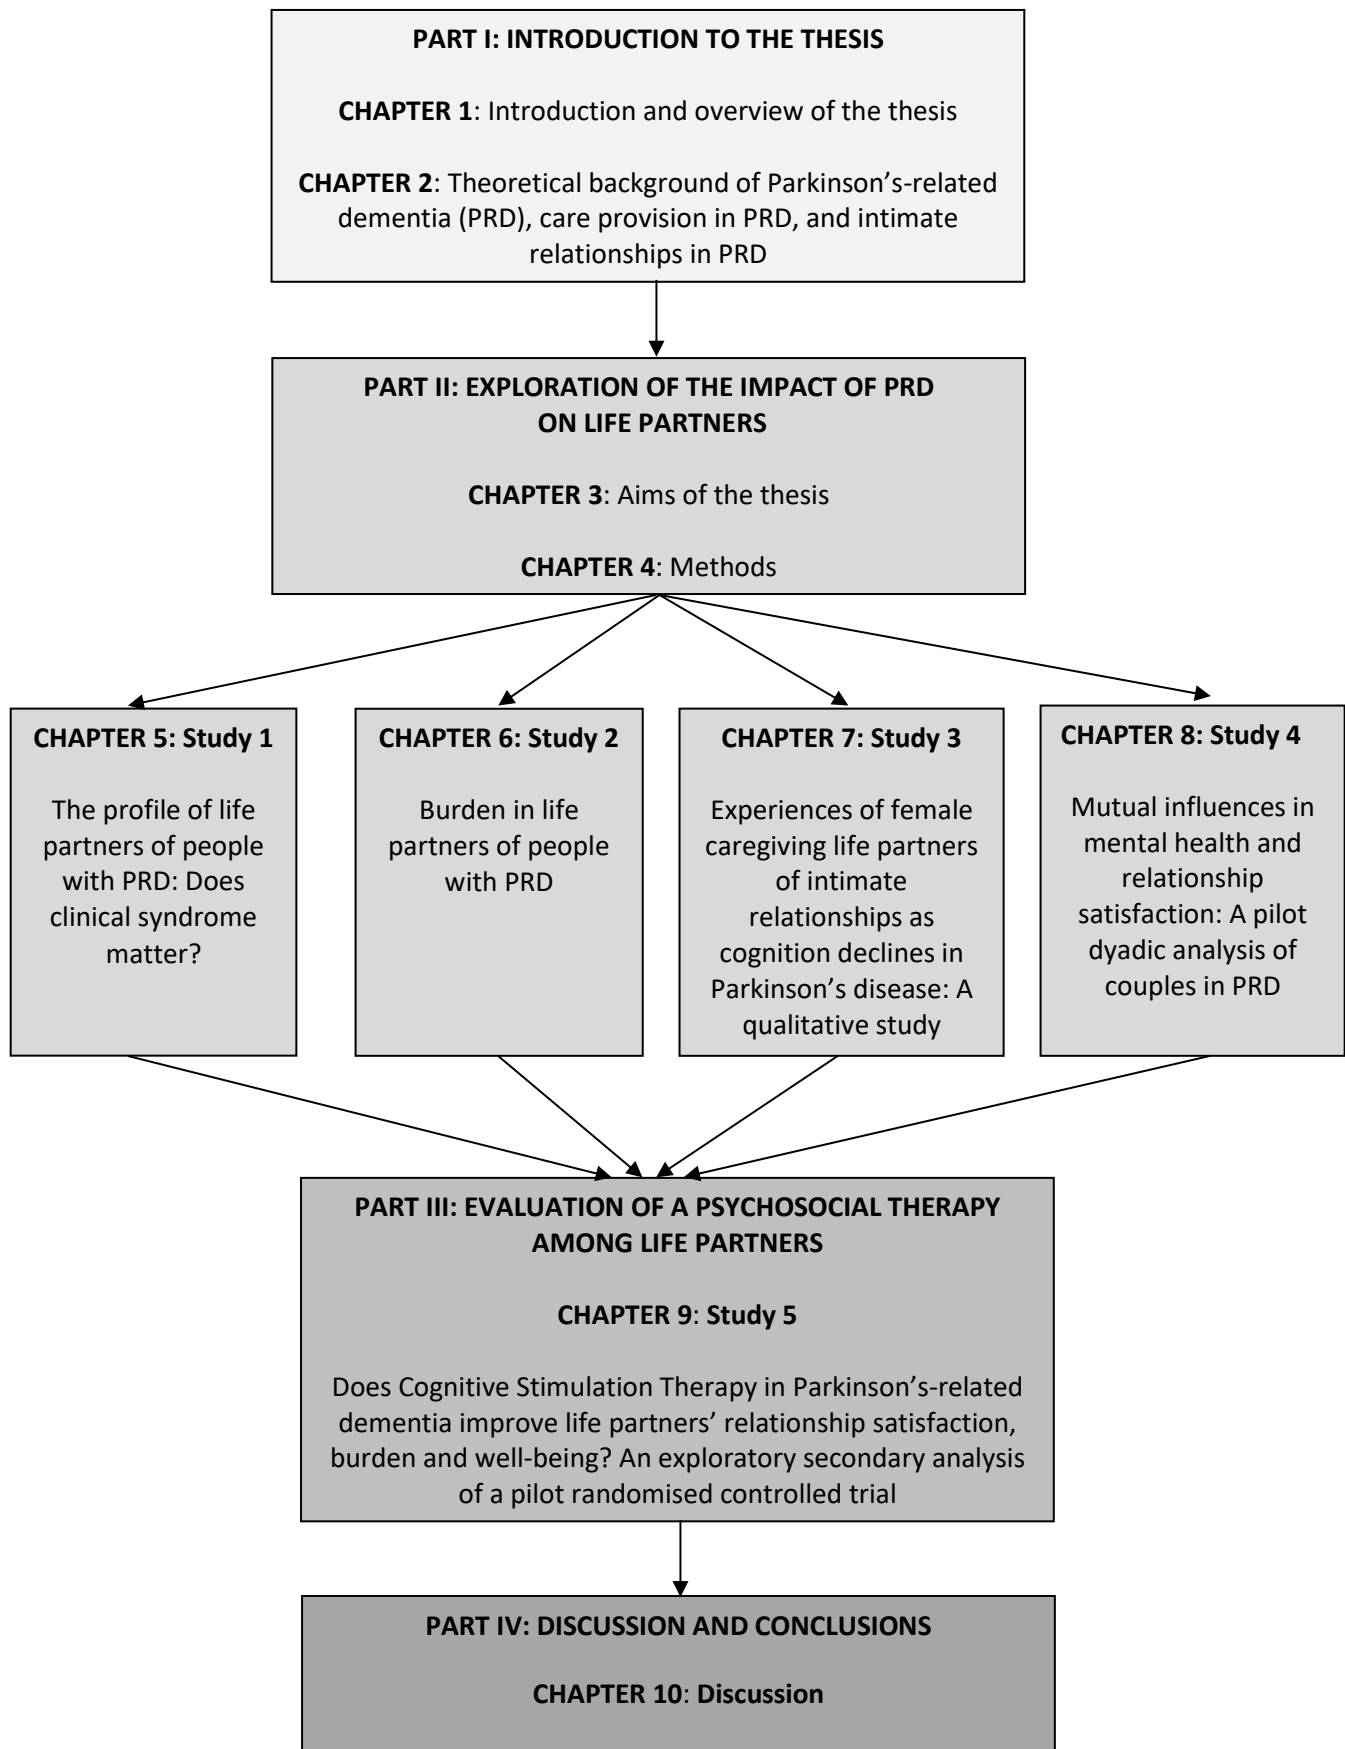 PART I: INTRODUCTION TO THE THESIS
CHAPTER 1: Introduction and overview of the thesis
CHAPTER 2: Theoretical background of Parkinson’s-related
dementia (PRD), care provision in PRD, and intimate
relationships in PRD
PART II: EXPLORATION OF THE IMPACT OF PRD
ON LIFE PARTNERS
CHAPTER 3: Aims of the thesis
CHAPTER 4: Methods
CHAPTER 5: Study 1
The profile of life
partners of people
with PRD: Does
clinical syndrome
matter?
CHAPTER 6: Study 2
Burden in life
partners of people
with PRD
CHAPTER 7: Study 3
Experiences of female
caregiving life partners
of intimate
relationships as
cognition declines in
Parkinson’s disease: A
qualitative study
CHAPTER 8: Study 4
Mutual influences in
mental health and
relationship
satisfaction: A pilot
dyadic analysis of
couples in PRD
PART III: EVALUATION OF A PSYCHOSOCIAL THERAPY
AMONG LIFE PARTNERS
CHAPTER 9: Study 5
Does Cognitive Stimulation Therapy in Parkinson’s-related
dementia improve life partners’ relationship satisfaction,
burden and well-being? An exploratory secondary analysis
of a pilot randomised controlled trial
PART IV: DISCUSSION AND CONCLUSIONS
CHAPTER 10: Discussion